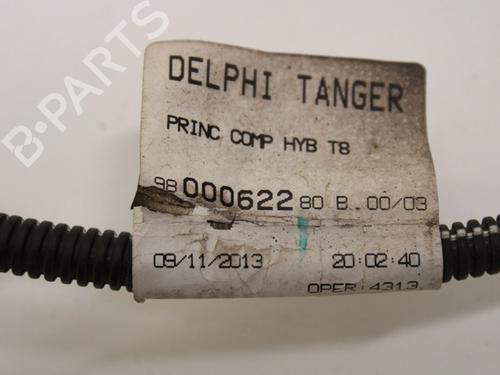 B-PARTS
DELPHI TANGER
PRINC COMP HYB T8
98 000622 80 B 00/03
09/11/2013 20:02:40
OPER:4313